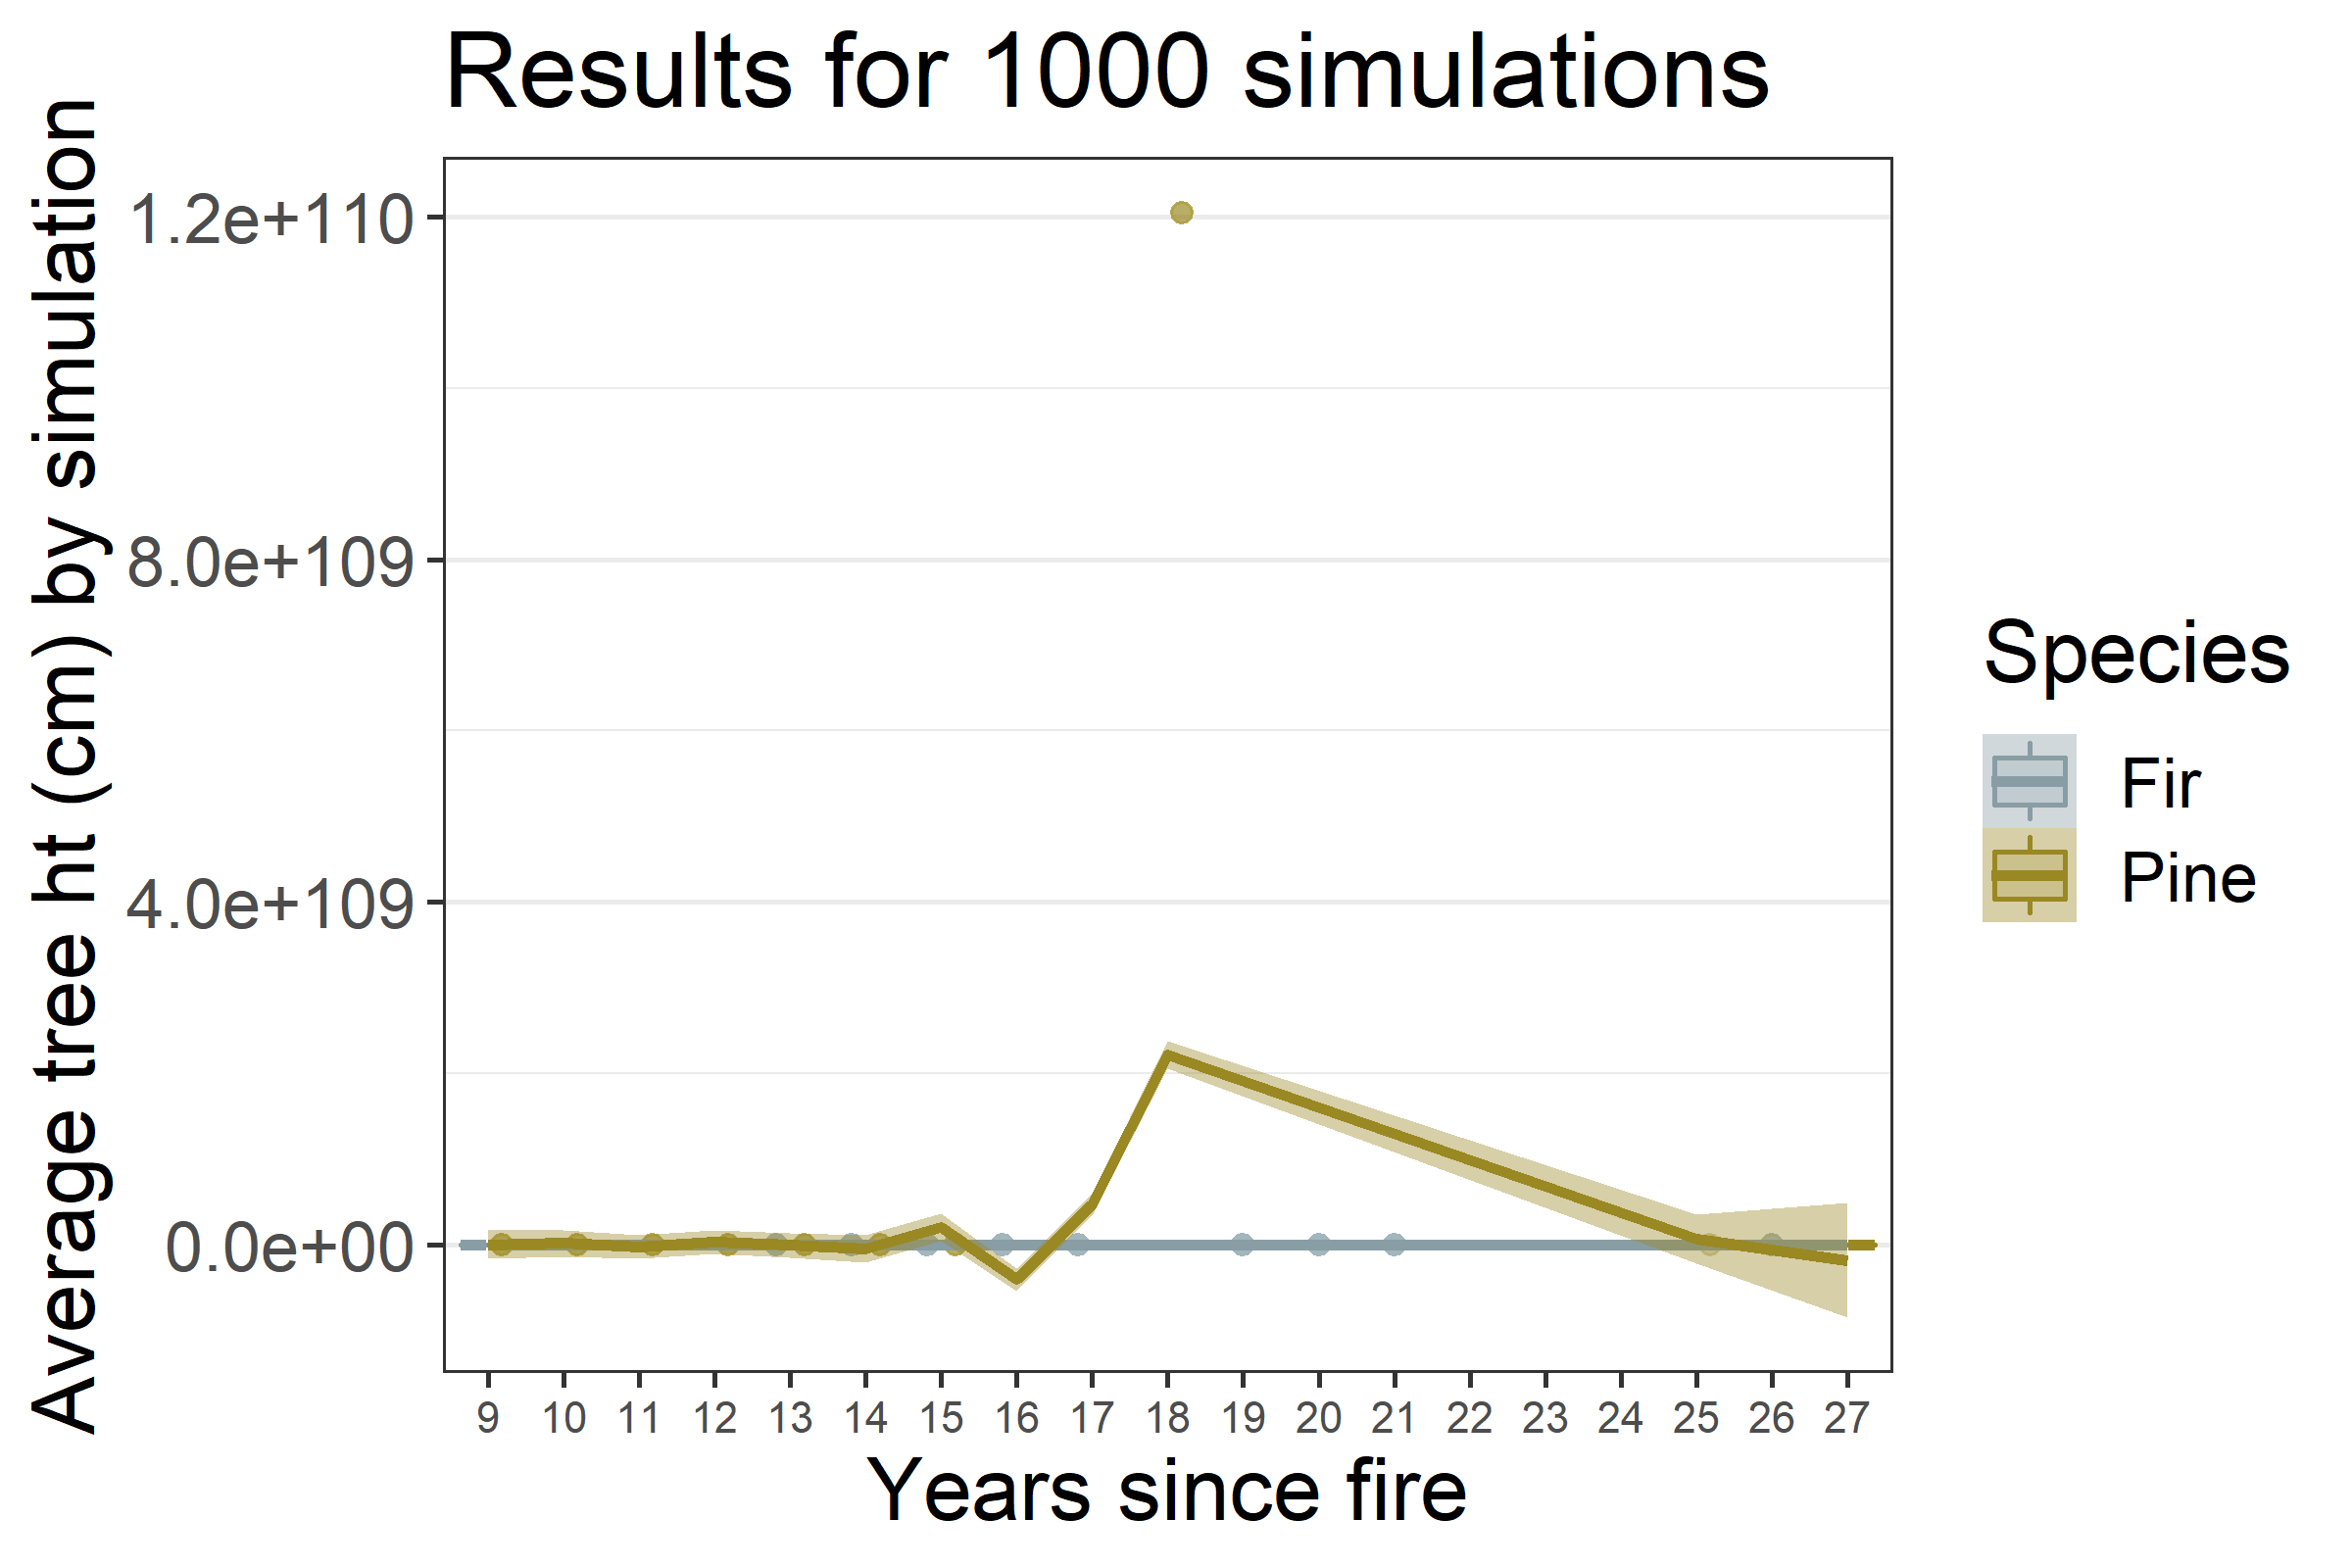 Results for 1000 simulations
Average tree ht (cm) by simulation
1.2e+110
8.0e+109
4.0e+109
0.0e+00
9 10 11 12 13 14 15 16 17 18 19 20 21 22 23 24 25 26 27
Years since fire
Species
Fir
Pine